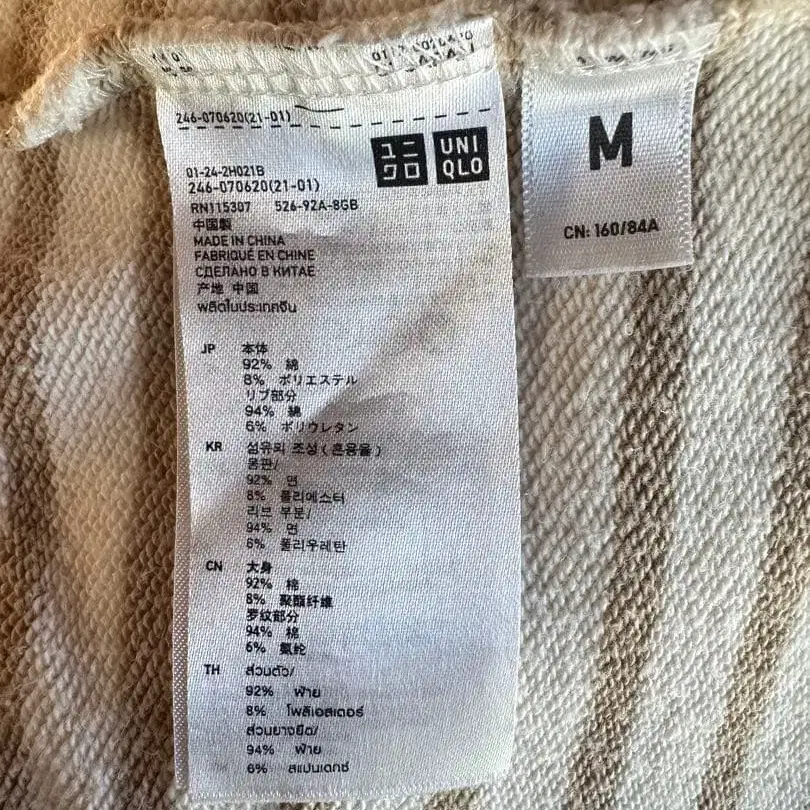 246-070620(21-01)
ユニクロ
UNIQLO
01-24-2H021B
246-070620(21-01)
RN115307 526-92A-8GB
中国製
MADE IN CHINA
FABRIQUÉ EN CHINE
СДЕЛАНО В КИТАЕ
产地 中国
ผลิตในประเทศจีน
JP 本体
92% 綿
8% ポリエステル
リブ部分
94% 綿
6% ポリウレタン
KR 섬유의 조성(혼용율)
몸판/
92% 면
8% 폴리에스터
리브 부분/
94% 면
6% 폴리우레탄
CN 大身
92% 棉
8% 聚酯纤维
罗纹部分
94% 棉
6% 氨纶
TH ส่วนตัว/
92% ฝ้าย
8% โพลิเอสเตอร์
ส่วนยางยืด/
94% ฝ้าย
6% สแปนเดกซ์
M
CN: 160/84A